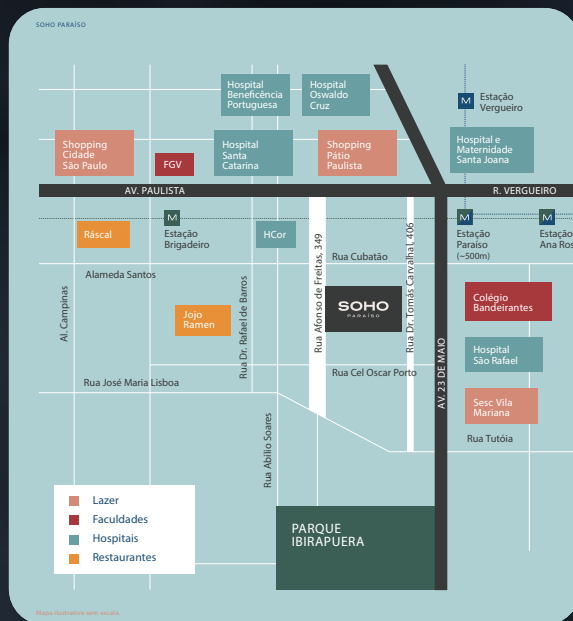 SOHO PARAÍSO
Hospital
Beneficência
Portuguesa
Hospital
Oswaldo
Cruz
M
Estação
Vergueiro
Shopping
Cidade
São Paulo
FGV
Hospital
Santa
Catarina
Shopping
Pátio
Paulista
Hospital e
Maternidade
Santa Joana
AV. PAULISTA
R. VERGUEIRO
Ráscal
M
Estação
Brigadeiro
HCor
M
Estação
Paraíso
(~500m)
M
Estação
Ana Ros
Rua Cubatão
Alameda Santos
Al. Campinas
Jojo
Ramen
Rua Dr. Rafael de Barros
Rua Afonso de Freitas, 349
SOHO
PARAÍSO
Rua Dr. Tomás Carvalhal, 406
AV. 23 DE MAIO
Colégio
Bandeirantes
Hospital
São Rafael
Rua José Maria Lisboa
Rua Cel Oscar Porto
Sesc Vila
Mariana
Rua Abílio Soares
Rua Tutóia
Lazer
Faculdades
Hospitais
Restaurantes
PARQUE
IBIRAPUERA
Mapa ilustrativo sem escala.